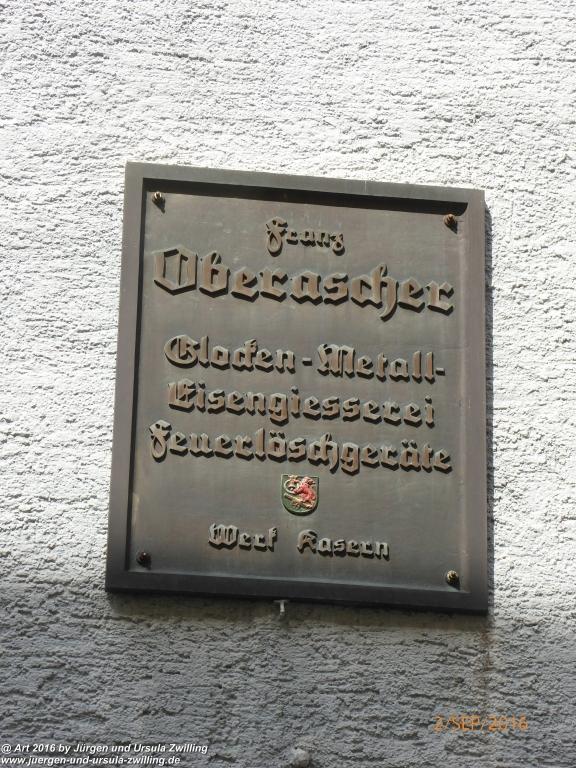 Franz
Oberascher
Glocken-Metall-
Eisengiesserei
Feuerlöschgeräte
Werk Kasern
2/SEP/2016
@ Art 2016 by Jürgen und Ursula Zwilling
www.juergen-und-ursula-zwilling.de